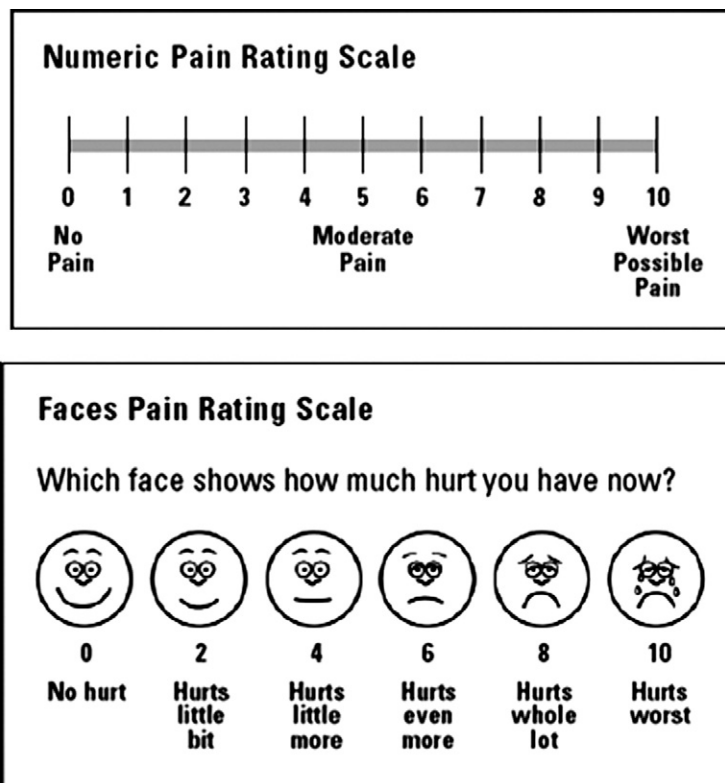 Numeric Pain Rating Scale
0 1 2 3 4 5 6 7 8 9 10
No Moderate Worst
Pain Pain Possible
Pain
Faces Pain Rating Scale
Which face shows how much hurt you have now?
0 2 4 6 8 10
No hurt Hurts Hurts Hurts Hurts Hurts
little little even whole worst
bit more more lot